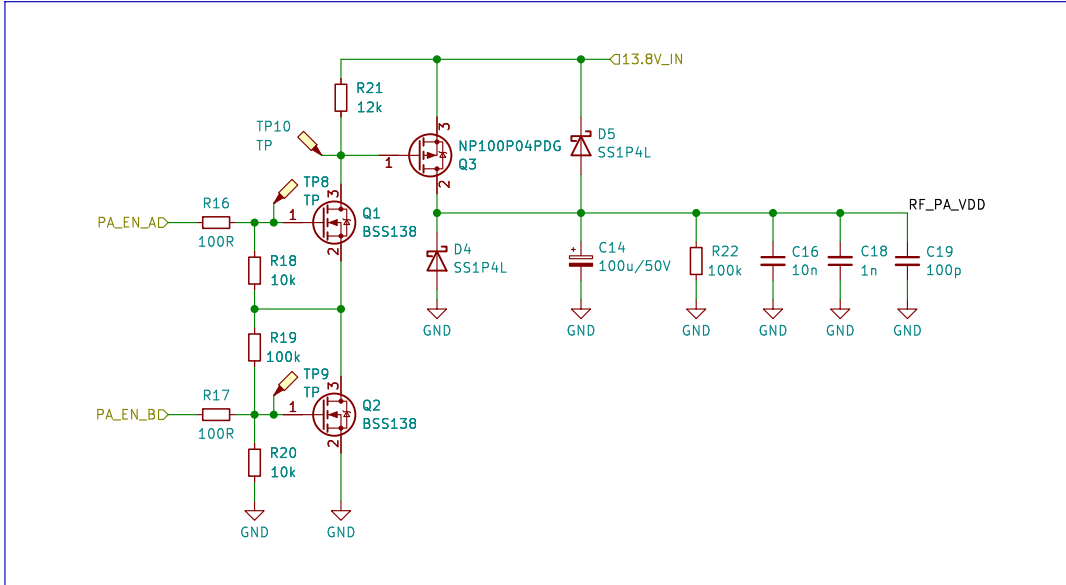 13.8V_IN
R21
12k
TP10
TP
3
1
2
NP100P04PDG
Q3
D5
SS1P4L
TP8
TP
R16
100R
PA_EN_A
1
3
2
Q1
BSS138
RF_PA_VDD
R18
10k
D4
SS1P4L
C14
100u/50V
+
R22
100k
C16
10n
C18
1n
C19
100p
GND
GND
GND
GND
GND
GND
R19
100k
TP9
TP
R17
100R
PA_EN_B
1
3
2
Q2
BSS138
R20
10k
GND
GND